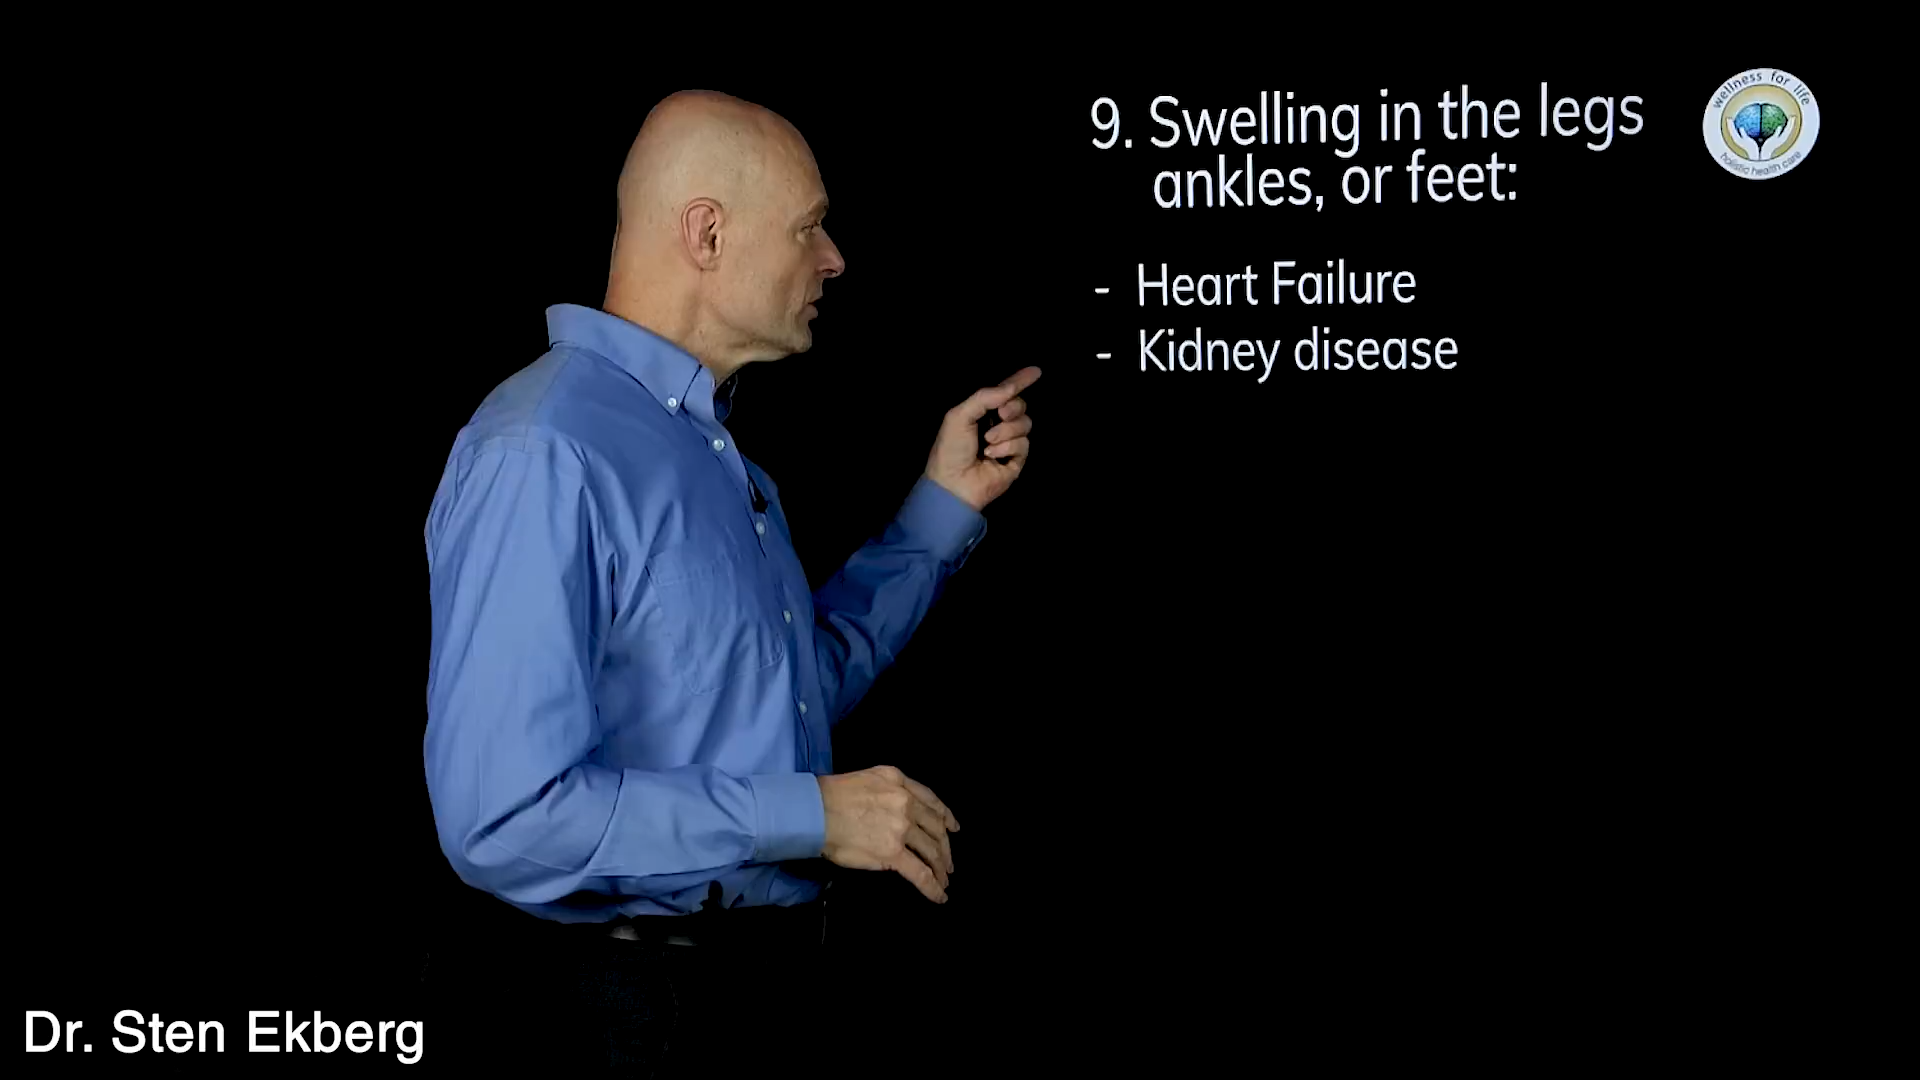 9. Swelling in the legs
ankles, or feet:
wellness for life
holistic health care
- Heart Failure
- Kidney disease
Dr. Sten Ekberg